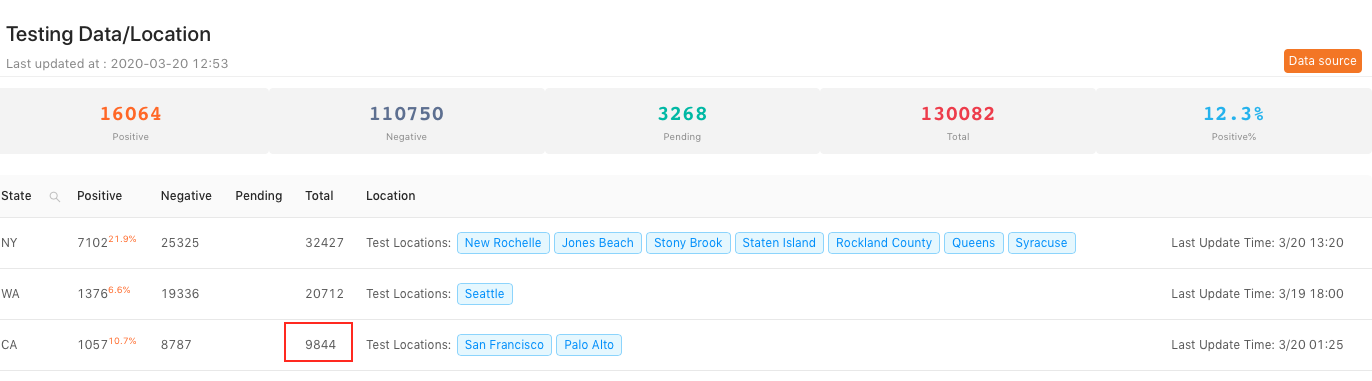 Testing Data/Location
Last updated at : 2020-03-20 12:53
Data source
16064 110750 3268 130082 12.3%
Positive Negative Pending Total Positive%
State Positive Negative Pending Total Location
NY 7102 21.9% 25325 32427 Test Locations: New Rochelle Jones Beach Stony Brook Staten Island Rockland County Queens Syracuse Last Update Time: 3/20 13:20
WA 1376 6.6% 19336 20712 Test Locations: Seattle Last Update Time: 3/19 18:00
CA 1057 10.7% 8787 9844 Test Locations: San Francisco Palo Alto Last Update Time: 3/20 01:25